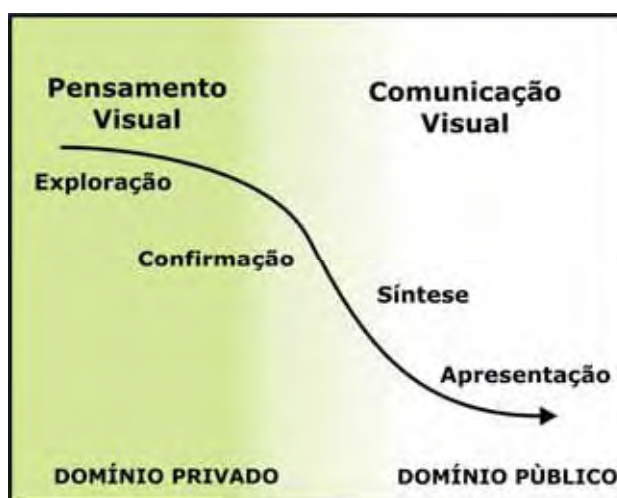 Pensamento
Visual
Comunicação
Visual
Exploração
Confirmação
Síntese
Apresentação
DOMÍNIO PRIVADO
DOMÍNIO PÙBLICO